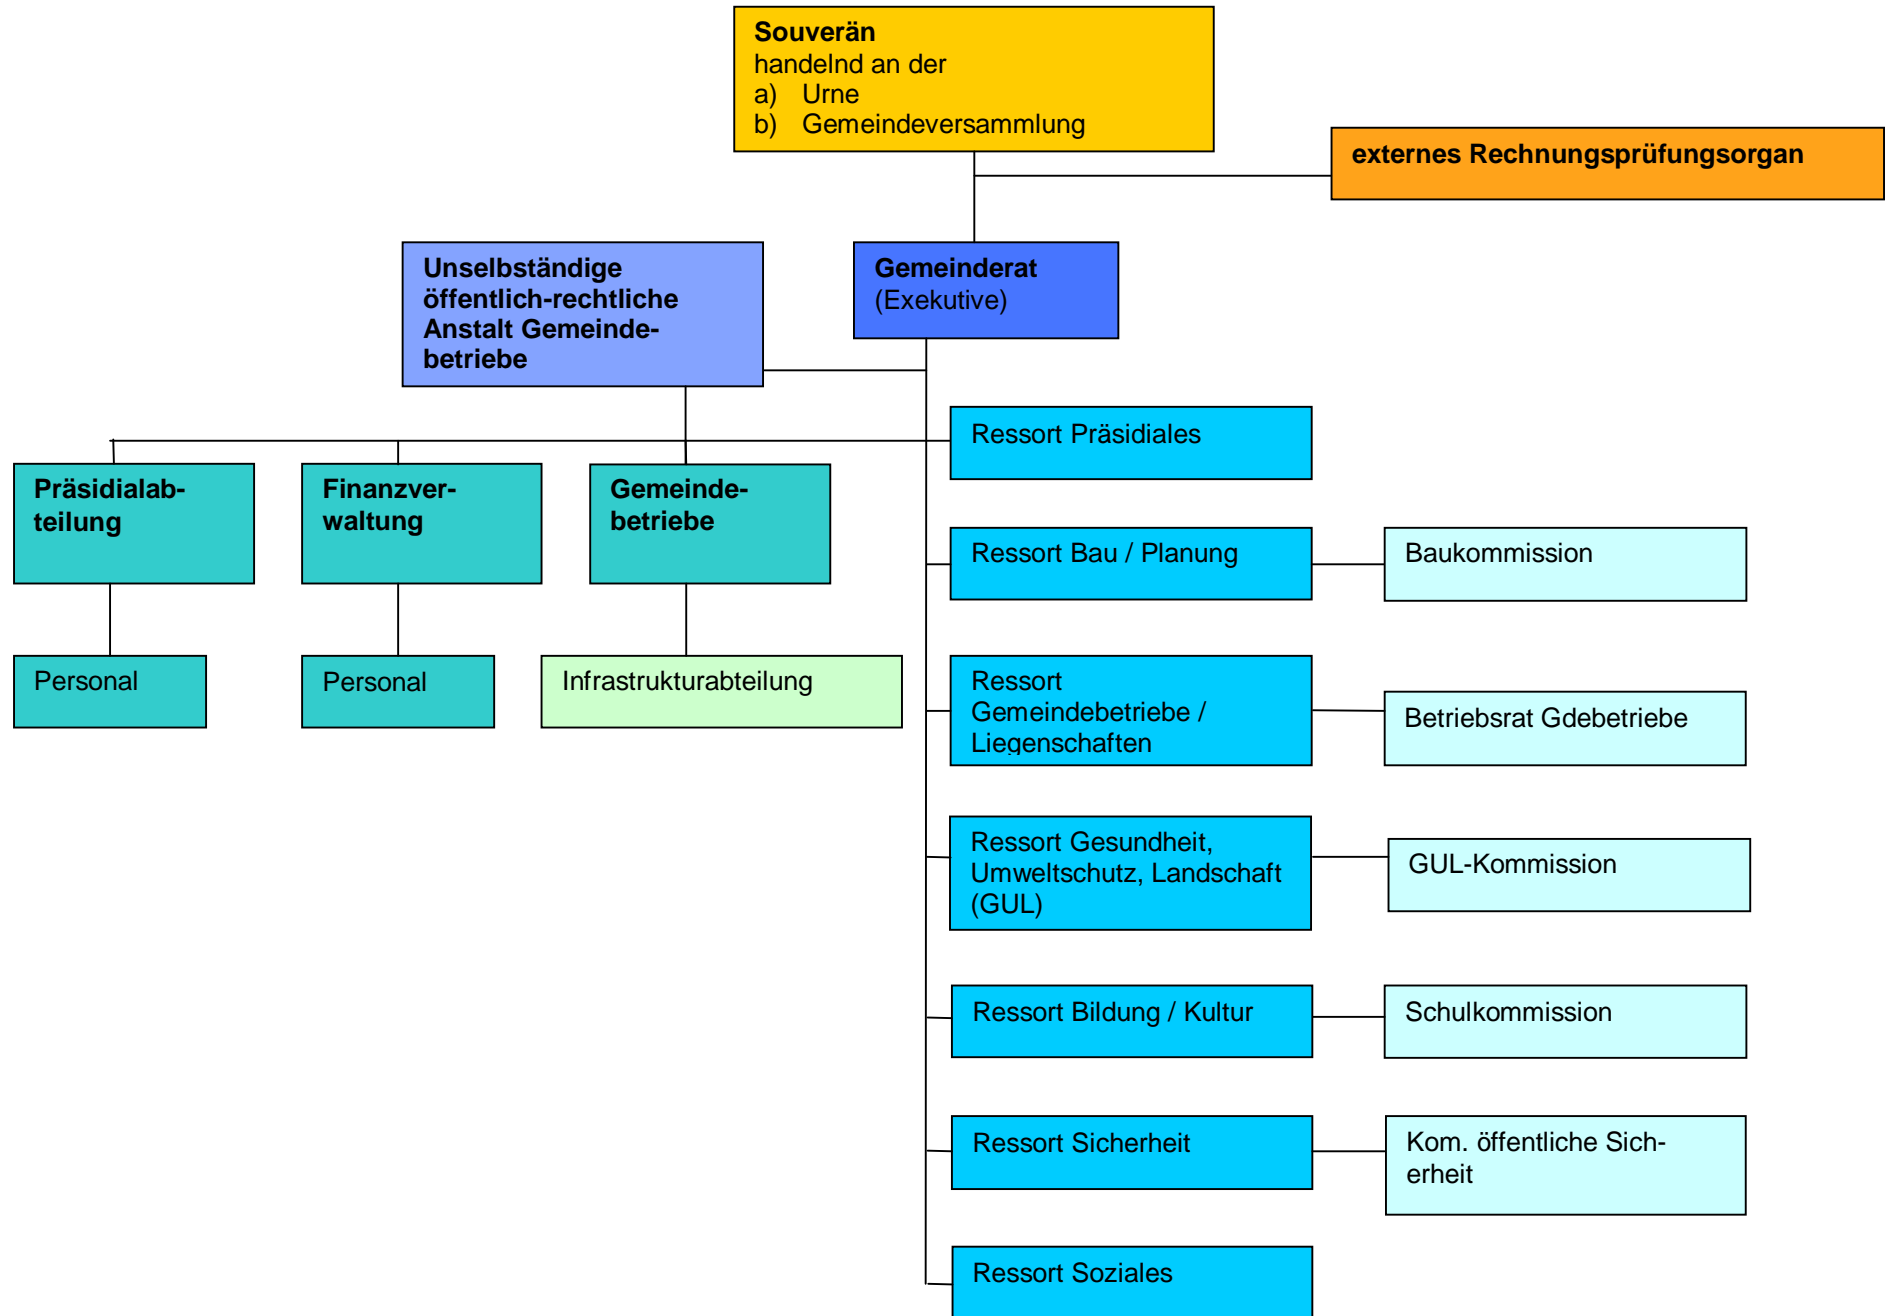 Souverän
handelnd an der
a) Urne
b) Gemeindeversammlung
externes Rechnungsprüfungsorgan
Unselbständige
öffentlich-rechtliche
Anstalt Gemeinde-
betriebe
Gemeinderat
(Exekutive)
Ressort Präsidiales
Präsidialab-
teilung
Finanzver-
waltung
Gemeinde-
betriebe
Ressort Bau / Planung
Baukommission
Personal
Personal
Infrastrukturabteilung
Ressort
Gemeindebetriebe /
Liegenschaften
Betriebsrat Gdebetriebe
Ressort Gesundheit,
Umweltschutz, Landschaft
(GUL)
GUL-Kommission
Ressort Bildung / Kultur
Schulkommission
Ressort Sicherheit
Kom. öffentliche Sich-
erheit
Ressort Soziales